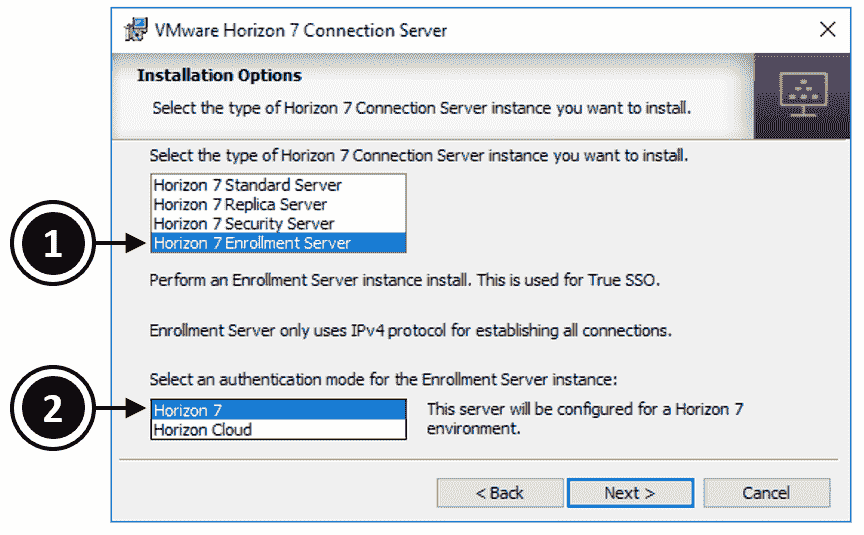 VMware Horizon 7 Connection Server
Installation Options
Select the type of Horizon 7 Connection Server instance you want to install.
Select the type of Horizon 7 Connection Server instance you want to install.
Horizon 7 Standard Server
Horizon 7 Replica Server
Horizon 7 Security Server
1
Horizon 7 Enrollment Server
Perform an Enrollment Server instance install. This is used for True SSO.
Enrollment Server only uses IPv4 protocol for establishing all connections.
Select an authentication mode for the Enrollment Server instance:
2
Horizon 7
Horizon Cloud
This server will be configured for a Horizon 7
environment.
< Back
Next >
Cancel